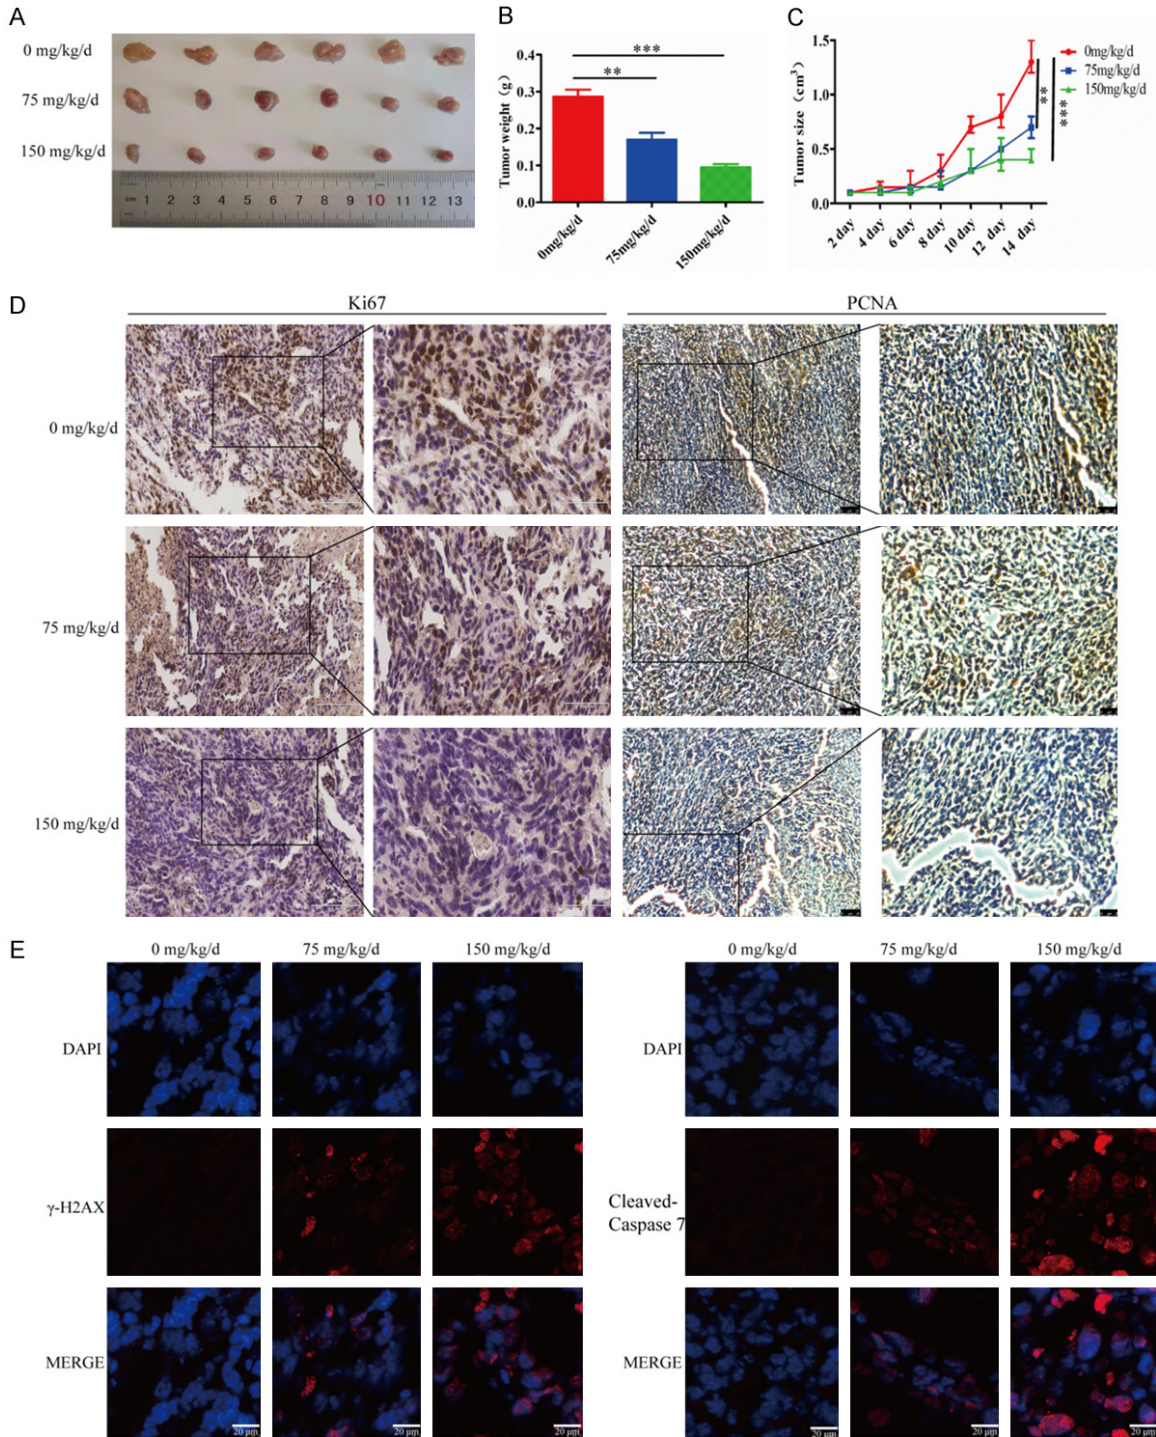 A
0 mg/kg/d
75 mg/kg/d
150 mg/kg/d
cm 1 2 3 4 5 6 7 8 9 10 11 12 13
B
Tumor weight (g)
0.4
0.3
0.2
0.1
0.0
**
***
0mg/kg/d
75mg/kg/d
150mg/kg/d
C
Tumor size (cm³)
1.5
1.0
0.5
0.0
2 day
4 day
6 day
8 day
10 day
12 day
14 day
0mg/kg/d
75mg/kg/d
150mg/kg/d
**
***
D
Ki67
PCNA
0 mg/kg/d
75 mg/kg/d
150 mg/kg/d
E
0 mg/kg/d 75 mg/kg/d 150 mg/kg/d
DAPI
γ-H2AX
MERGE
20 μm 20 μm 20 μm
0 mg/kg/d 75 mg/kg/d 150 mg/kg/d
DAPI
Cleaved-
Caspase 7
MERGE
20 μm 20 μm 20 μm